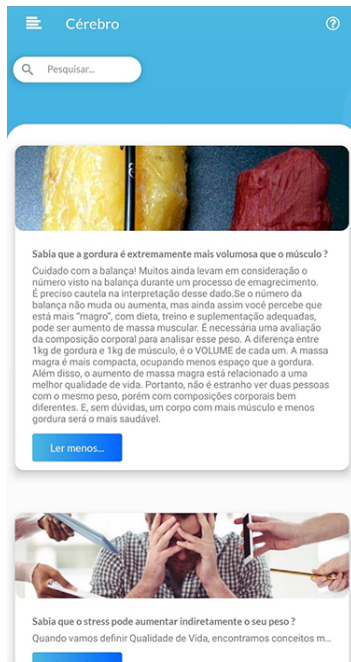 Cérebro
Pesquisar...
Sabia que a gordura é extremamente mais volumosa que o músculo ?
Cuidado com a balança! Muitos ainda levam em consideração o
número visto na balança durante um processo de emagrecimento.
É preciso cautela na interpretação desse dado.Se o número da
balança não muda ou aumenta, mas ainda assim você percebe que
está mais "magro", com dieta, treino e suplementação adequadas,
pode ser aumento de massa muscular. É necessária uma avaliação
da composição corporal para analisar esse peso. A diferença entre
1kg de gordura e 1kg de músculo, é o VOLUME de cada um. A massa
magra é mais compacta, ocupando menos espaço que a gordura.
Além disso, o aumento de massa magra está relacionado a uma
melhor qualidade de vida. Portanto, não é estranho ver duas pessoas
com o mesmo peso, porém com composições corporais bem
diferentes. E, sem dúvidas, um corpo com mais músculo e menos
gordura será o mais saudável.
Ler menos...
Sabia que o stress pode aumentar indiretamente o seu peso ?
Quando vamos definir Qualidade de Vida, encontramos conceitos m...